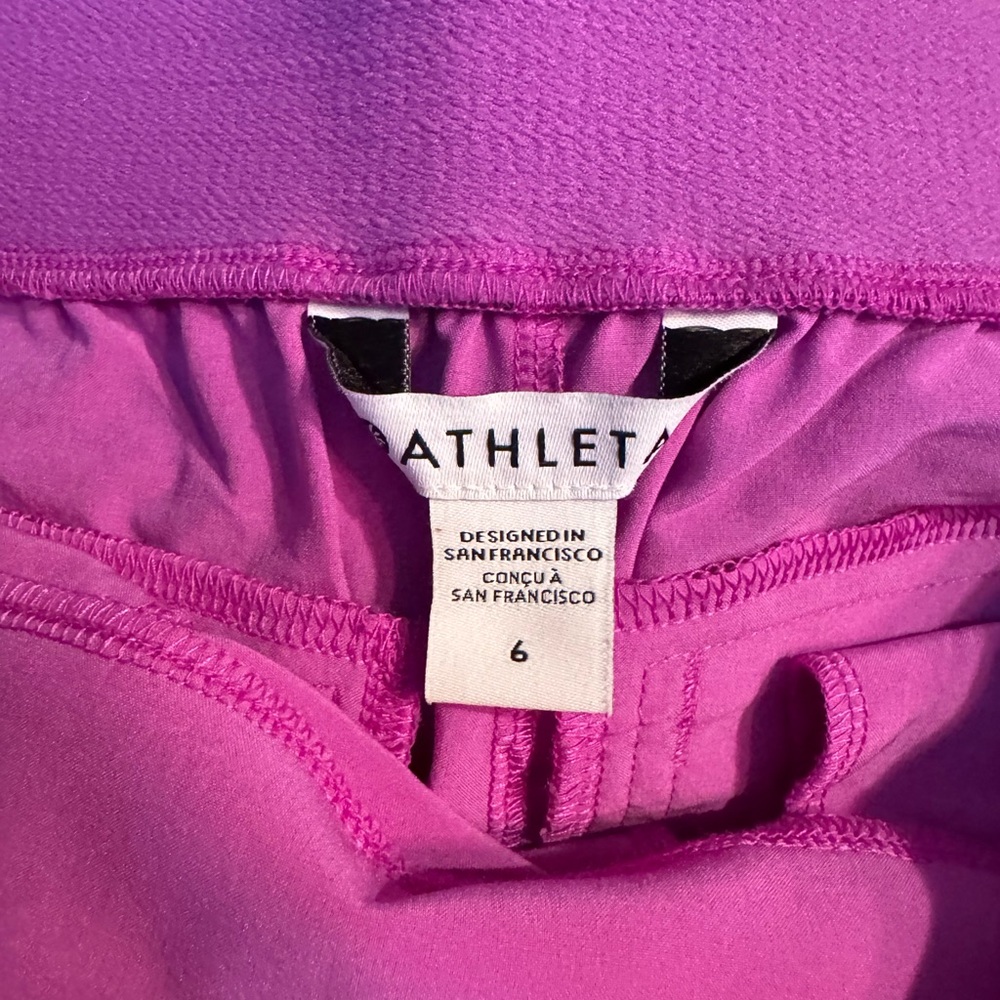 ATHLETA
DESIGNED IN
SAN FRANCISCO
CONÇU À
SAN FRANCISCO
6